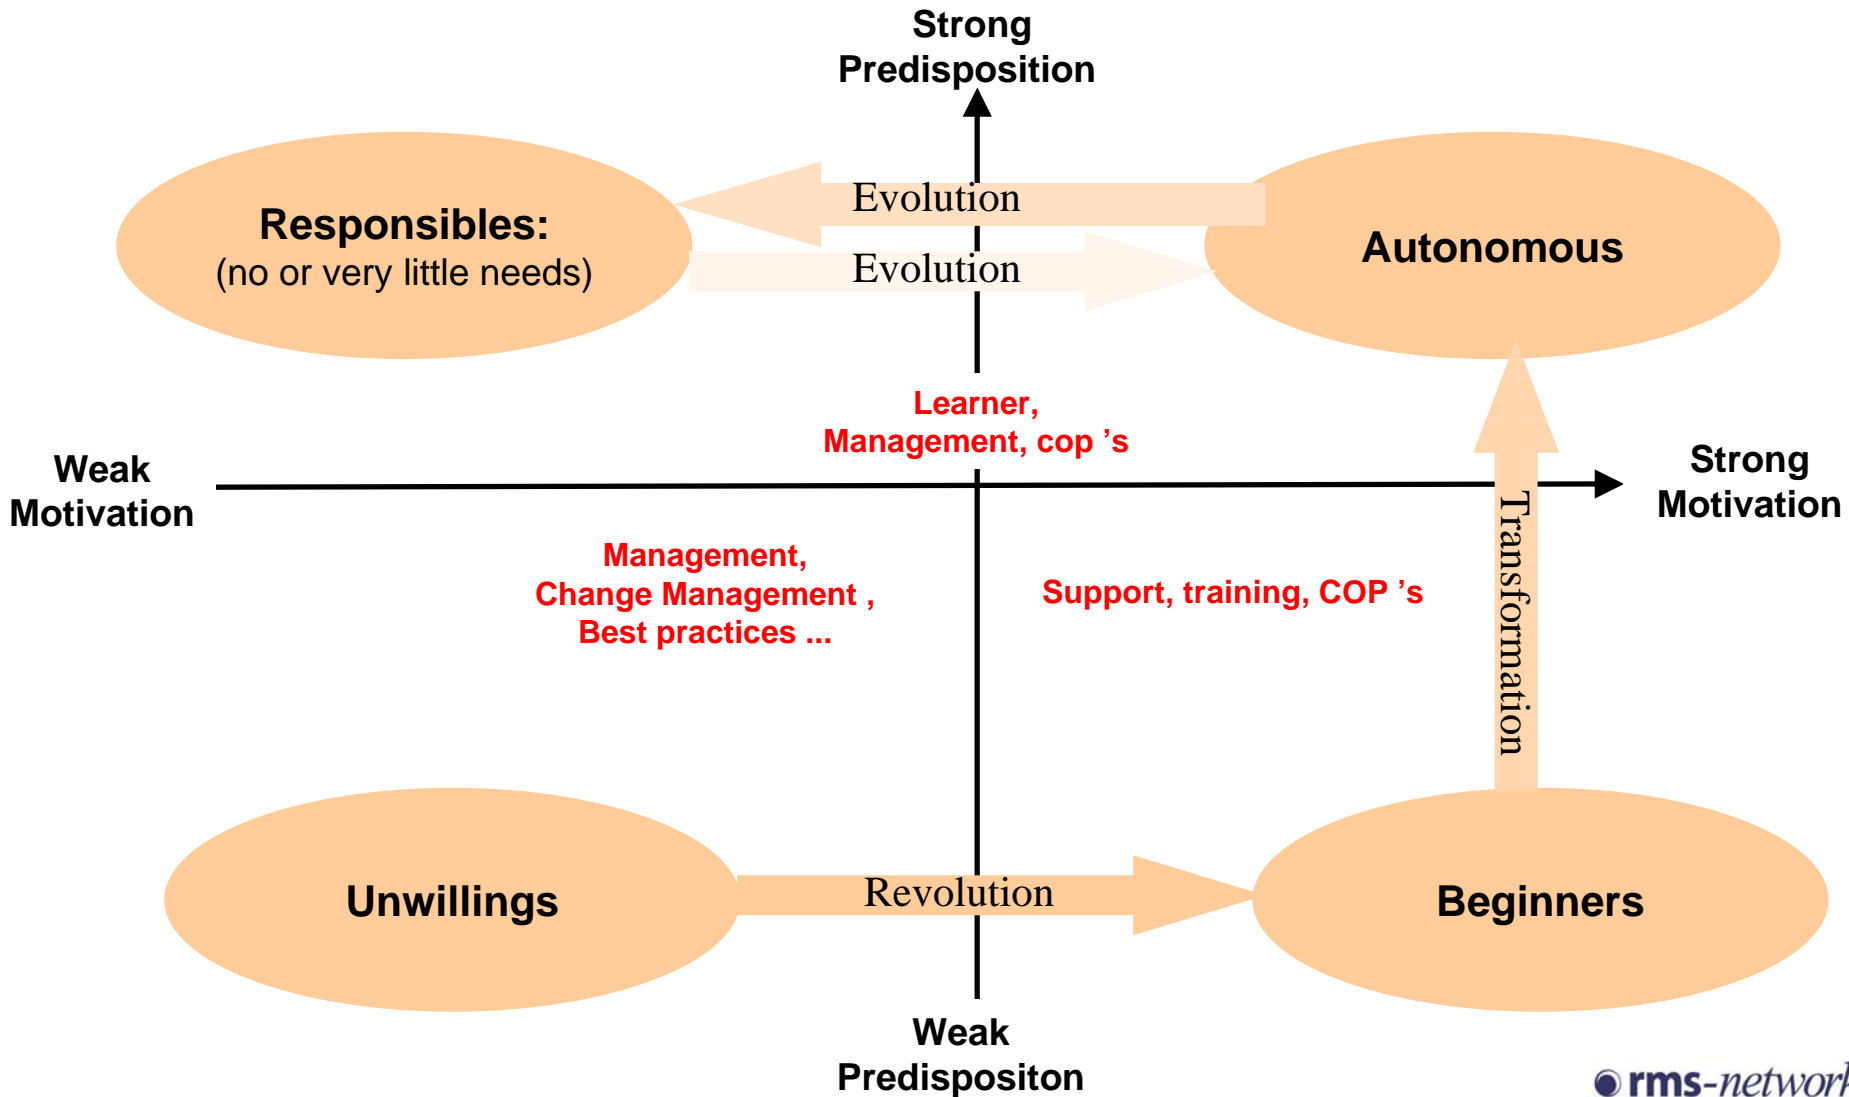 Strong
Predisposition
Evolution
Responsibles:
(no or very little needs)
Autonomous
Evolution
Learner,
Management, cop ’s
Weak
Motivation
Strong
Motivation
Management,
Change Management ,
Best practices ...
Support, training, COP ’s
Transformation
Unwillings
Revolution
Beginners
Weak
Predispositon
rms-network